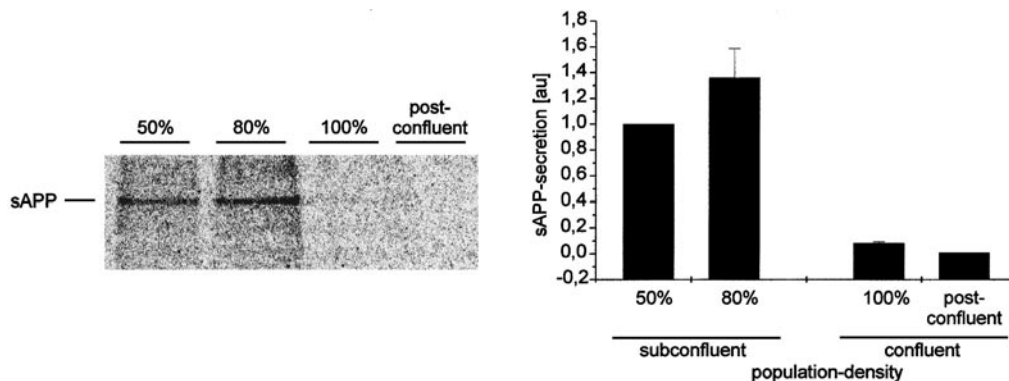 post-
confluent
50% 80% 100%
sAPP
sAPP-secretion [au]
1,8
1,6
1,4
1,2
1,0
0,8
0,6
0,4
0,2
0,0
-0,2
50% 80% 100% post-
confluent
subconfluent confluent
population-density